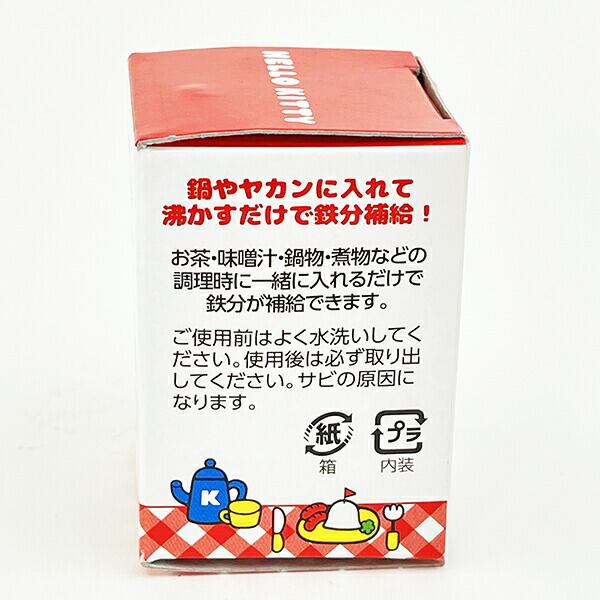 HELLO KITTY
鍋ややカンに入れて
沸かすだけで鉄分補給！
お茶・味噌汁・鍋物・煮物などの
調理時に一緒に入れるだけで
鉄分が補給できます。
ご使用前はよく水洗いしてく
ださい。使用後は必ず取り出
してください。サビの原因に
なります。
紙
箱
プラ
内装
K